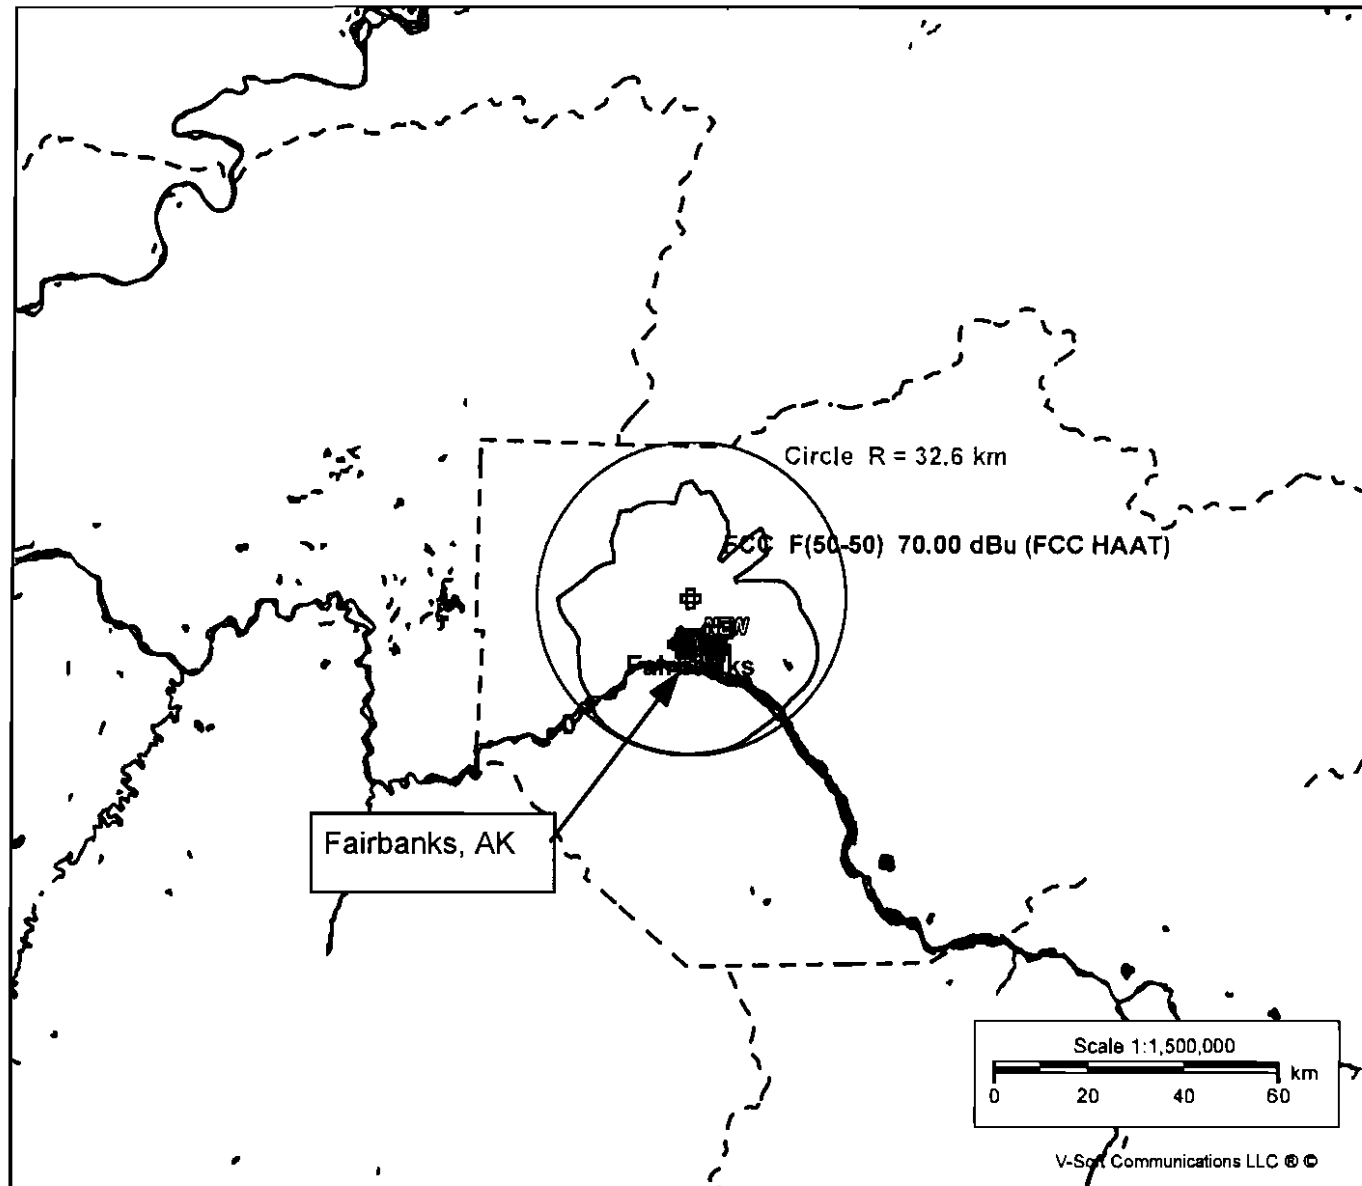 Circle R = 32.6 km
FCC F(50-50) 70.00 dBu (FCC HAAT)
NEW
Fairbanks
Fairbanks, AK
Scale 1:1,500,000
km
0 20 40 60
V-Soft Communications LLC ® ©